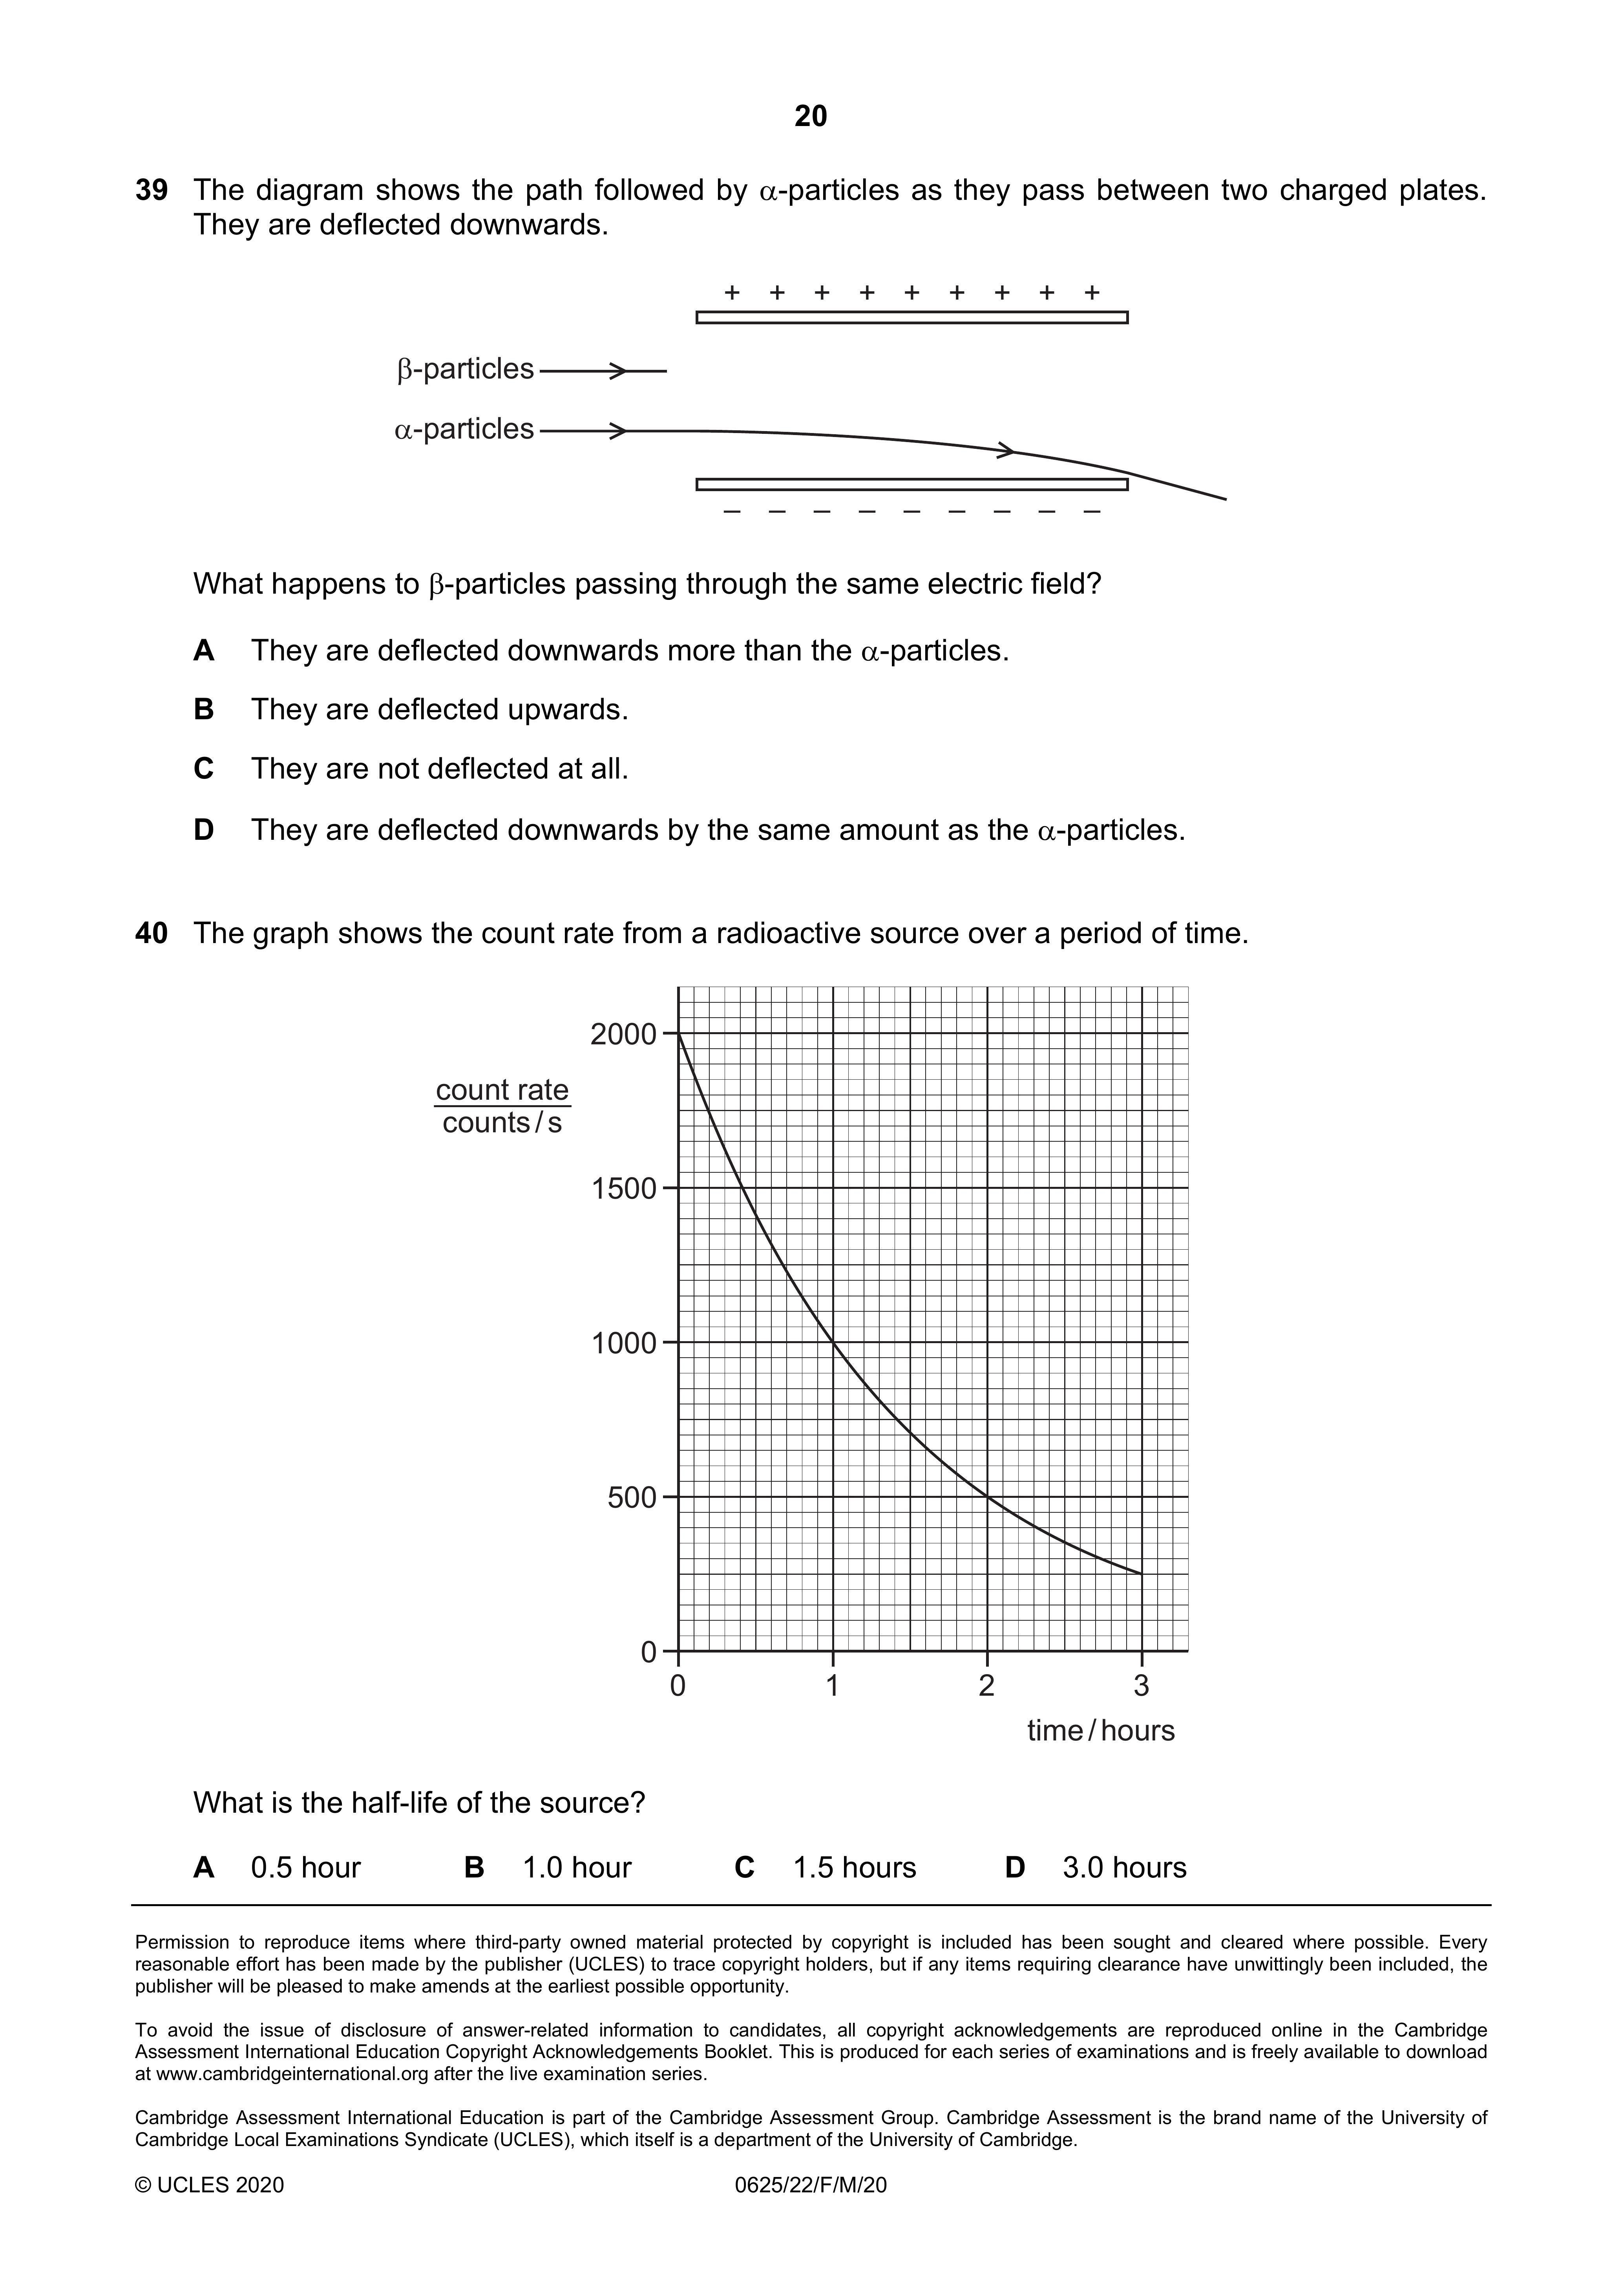 20
39 The diagram shows the path followed by α-particles as they pass between two charged plates.
They are deflected downwards.
+ + + + + + + + +
β-particles
α-particles
– – – – – – – – –
What happens to β-particles passing through the same electric field?
A They are deflected downwards more than the α-particles.
B They are deflected upwards.
C They are not deflected at all.
D They are deflected downwards by the same amount as the α-particles.
40 The graph shows the count rate from a radioactive source over a period of time.
2000
count rate
counts / s
1500
1000
500
0
0 1 2 3
time / hours
What is the half-life of the source?
A 0.5 hour B 1.0 hour C 1.5 hours D 3.0 hours
Permission to reproduce items where third-party owned material protected by copyright is included has been sought and cleared where possible. Every
reasonable effort has been made by the publisher (UCLES) to trace copyright holders, but if any items requiring clearance have unwittingly been included, the
publisher will be pleased to make amends at the earliest possible opportunity.
To avoid the issue of disclosure of answer-related information to candidates, all copyright acknowledgements are reproduced online in the Cambridge
Assessment International Education Copyright Acknowledgements Booklet. This is produced for each series of examinations and is freely available to download
at www.cambridgeinternational.org after the live examination series.
Cambridge Assessment International Education is part of the Cambridge Assessment Group. Cambridge Assessment is the brand name of the University of
Cambridge Local Examinations Syndicate (UCLES), which itself is a department of the University of Cambridge.
© UCLES 2020 0625/22/F/M/20